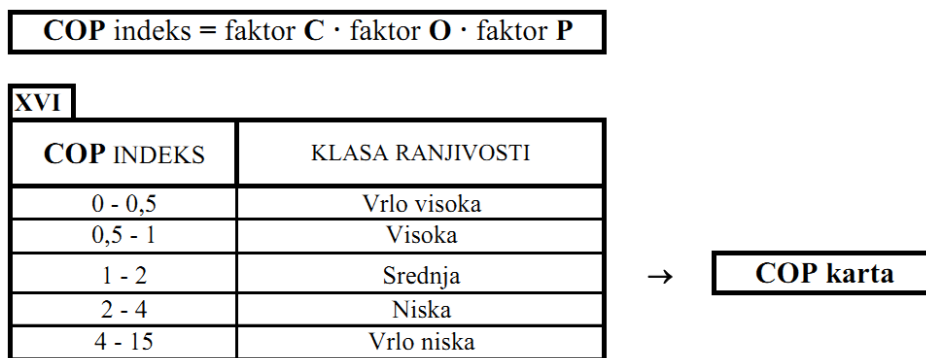 COP indeks = faktor C · faktor O · faktor P
XVI
COP INDEKS KLASA RANJIVOSTI
0 - 0,5 Vrlo visoka
0,5 - 1 Visoka
1 - 2 Srednja
2 - 4 Niska
4 - 15 Vrlo niska
→ COP karta